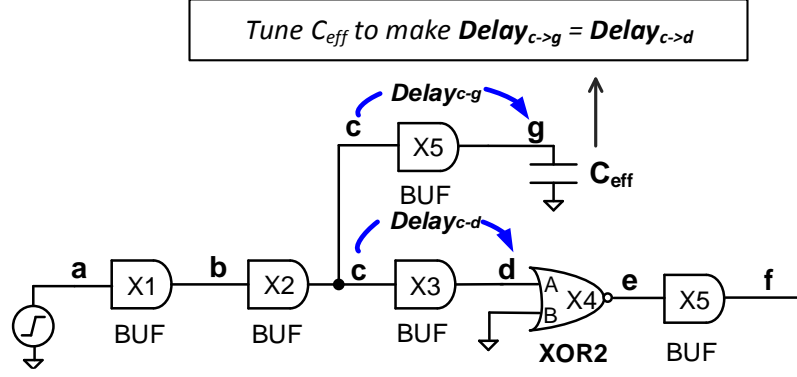 Tune Ceff to make Delayc->g = Delayc->d
Delayc-g
c
g
X5
BUF
Ceff
Delayc-d
a
X1
BUF
b
X2
BUF
c
X3
BUF
d
A
B
X4
XOR2
e
X5
BUF
f